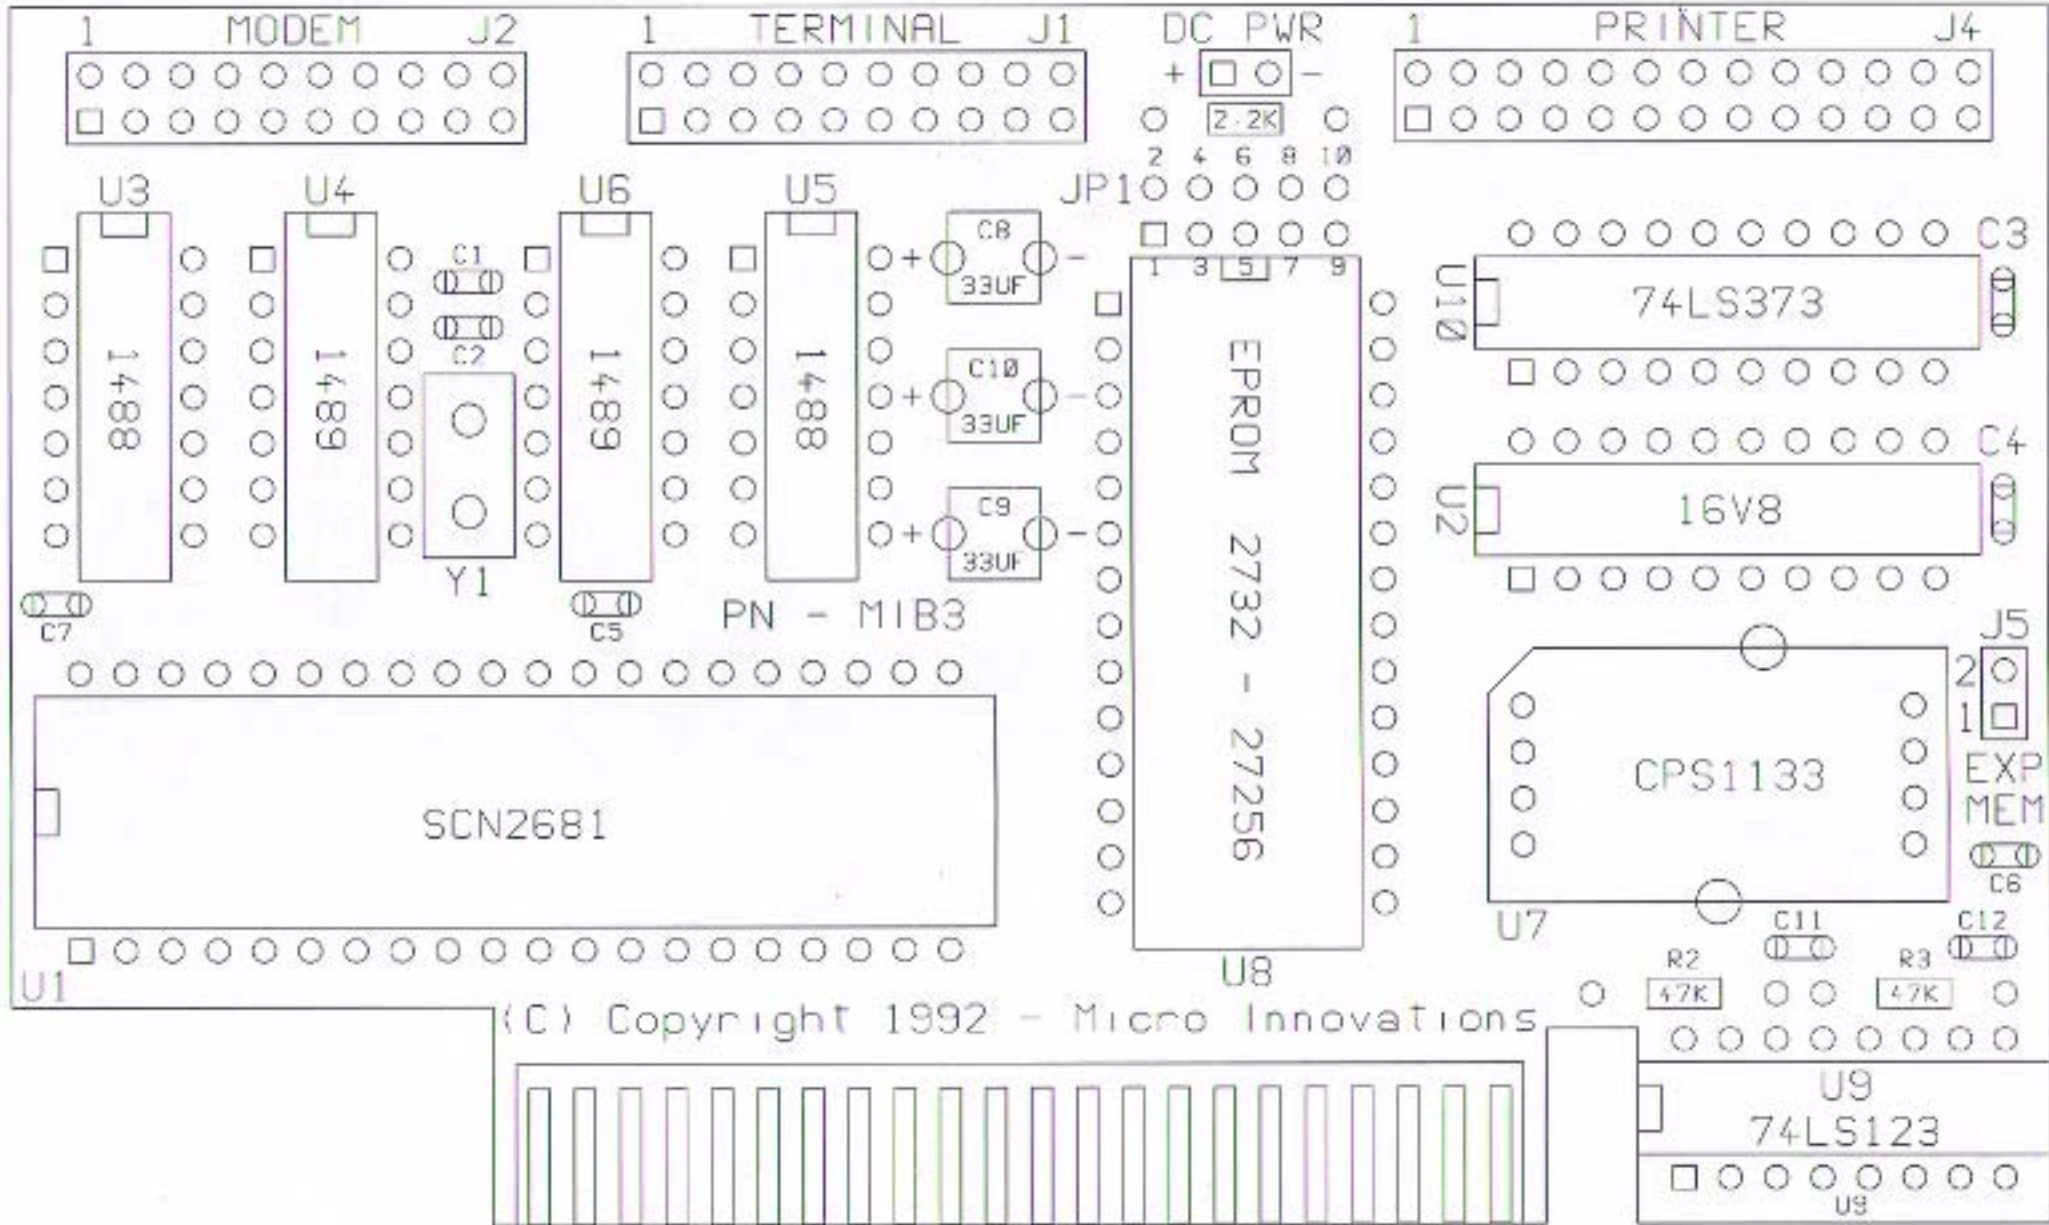 1 MODEM J2
1 TERMINAL J1
DC PWR
1 PRINTER J4
+ -
2.2K
2 4 6 8 10
JP1
1 3 5 7 9
U3
U4
U6
U5
1488
1489
C1
C2
Y1
1489
1488
+ C8 -
33UF
+ C10 -
33UF
+ C9 -
33UF
EPROM 2732 - 27256
U8
C3
U10
74LS373
C4
U2
16V8
C7
C5
PN - MIB3
J5
2
1
EXP
MEM
CPS1133
U7
C6
SCN2681
U1
C11
C12
R2
47K
R3
47K
(C) Copyright 1992 - Micro Innovations
U9
74LS123
U9